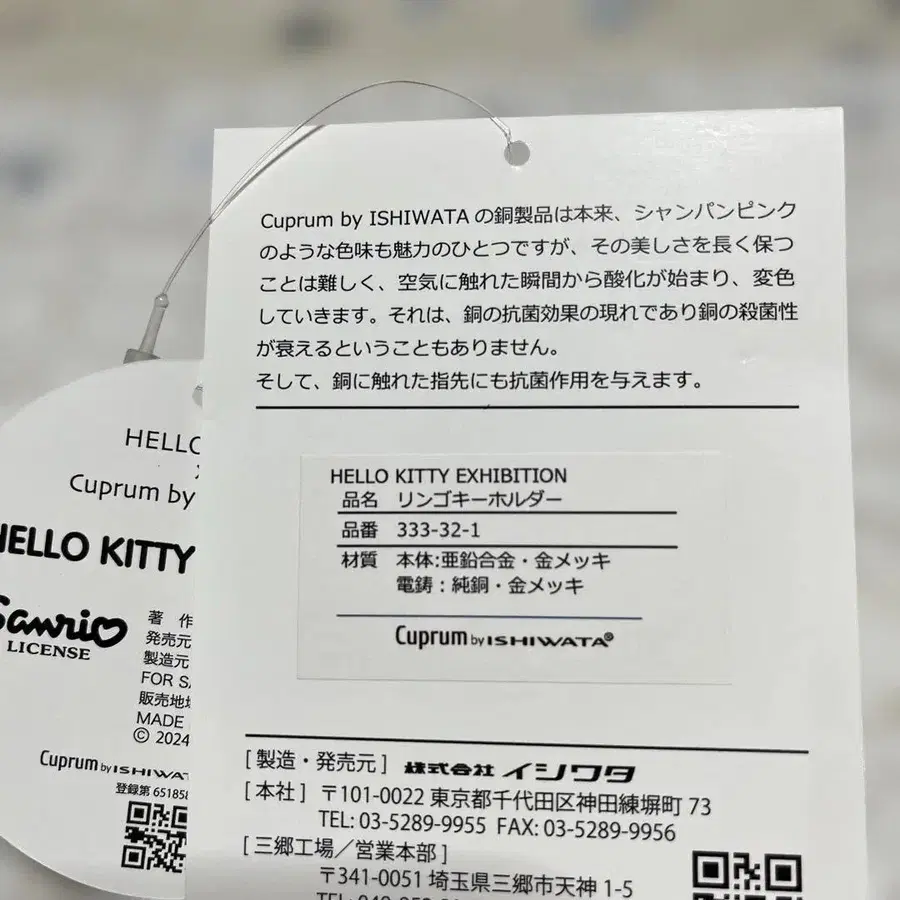 Cuprum by ISHIWATA の銅製品は本来、シャンパンピンク
のような色味も魅力のひとつですが、その美しさを長く保つ
ことは難しく、空気に触れた瞬間から酸化が始まり、変色
していきます。それは、銅の抗菌効果の現れであり銅の殺菌性
が衰えるということもありません。
そして、銅に触れた指先にも抗菌作用を与えます。
HELLO KITTY EXHIBITION
品名 リンゴキーホルダー
品番 333-32-1
材質 本体:亜鉛合金・金メッキ
電鋳：純銅・金メッキ
Cuprum by ISHIWATA®
[ 製造・発売元 ] 株式会社 イシワタ
[ 本社 ] 〒101-0022 東京都千代田区神田練塀町 73
TEL: 03-5289-9955 FAX: 03-5289-9956
[ 三郷工場／営業本部 ]
〒341-0051 埼玉県三郷市天神 1-5
HELLO
Cuprum by
HELLO KITTY
Sanrio
LICENSE
著 作
発売元
製造元
FOR
販売地域
MADE
© 2024
Cuprum by ISHIWAT
登録第 65185